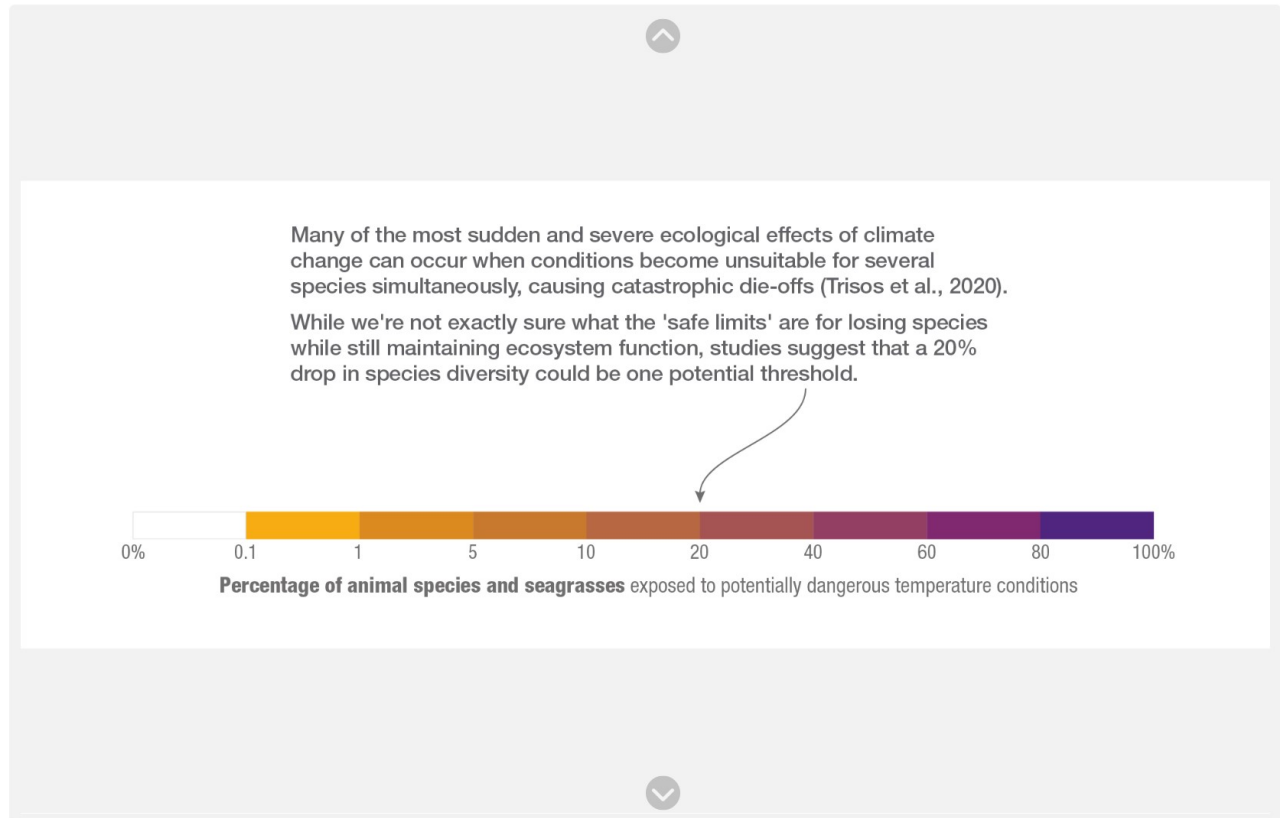 Many of the most sudden and severe ecological effects of climate
change can occur when conditions become unsuitable for several
species simultaneously, causing catastrophic die-offs (Trisos et al., 2020).
While we're not exactly sure what the 'safe limits' are for losing species
while still maintaining ecosystem function, studies suggest that a 20%
drop in species diversity could be one potential threshold.
0% 0.1 1 5 10 20 40 60 80 100%
Percentage of animal species and seagrasses exposed to potentially dangerous temperature conditions